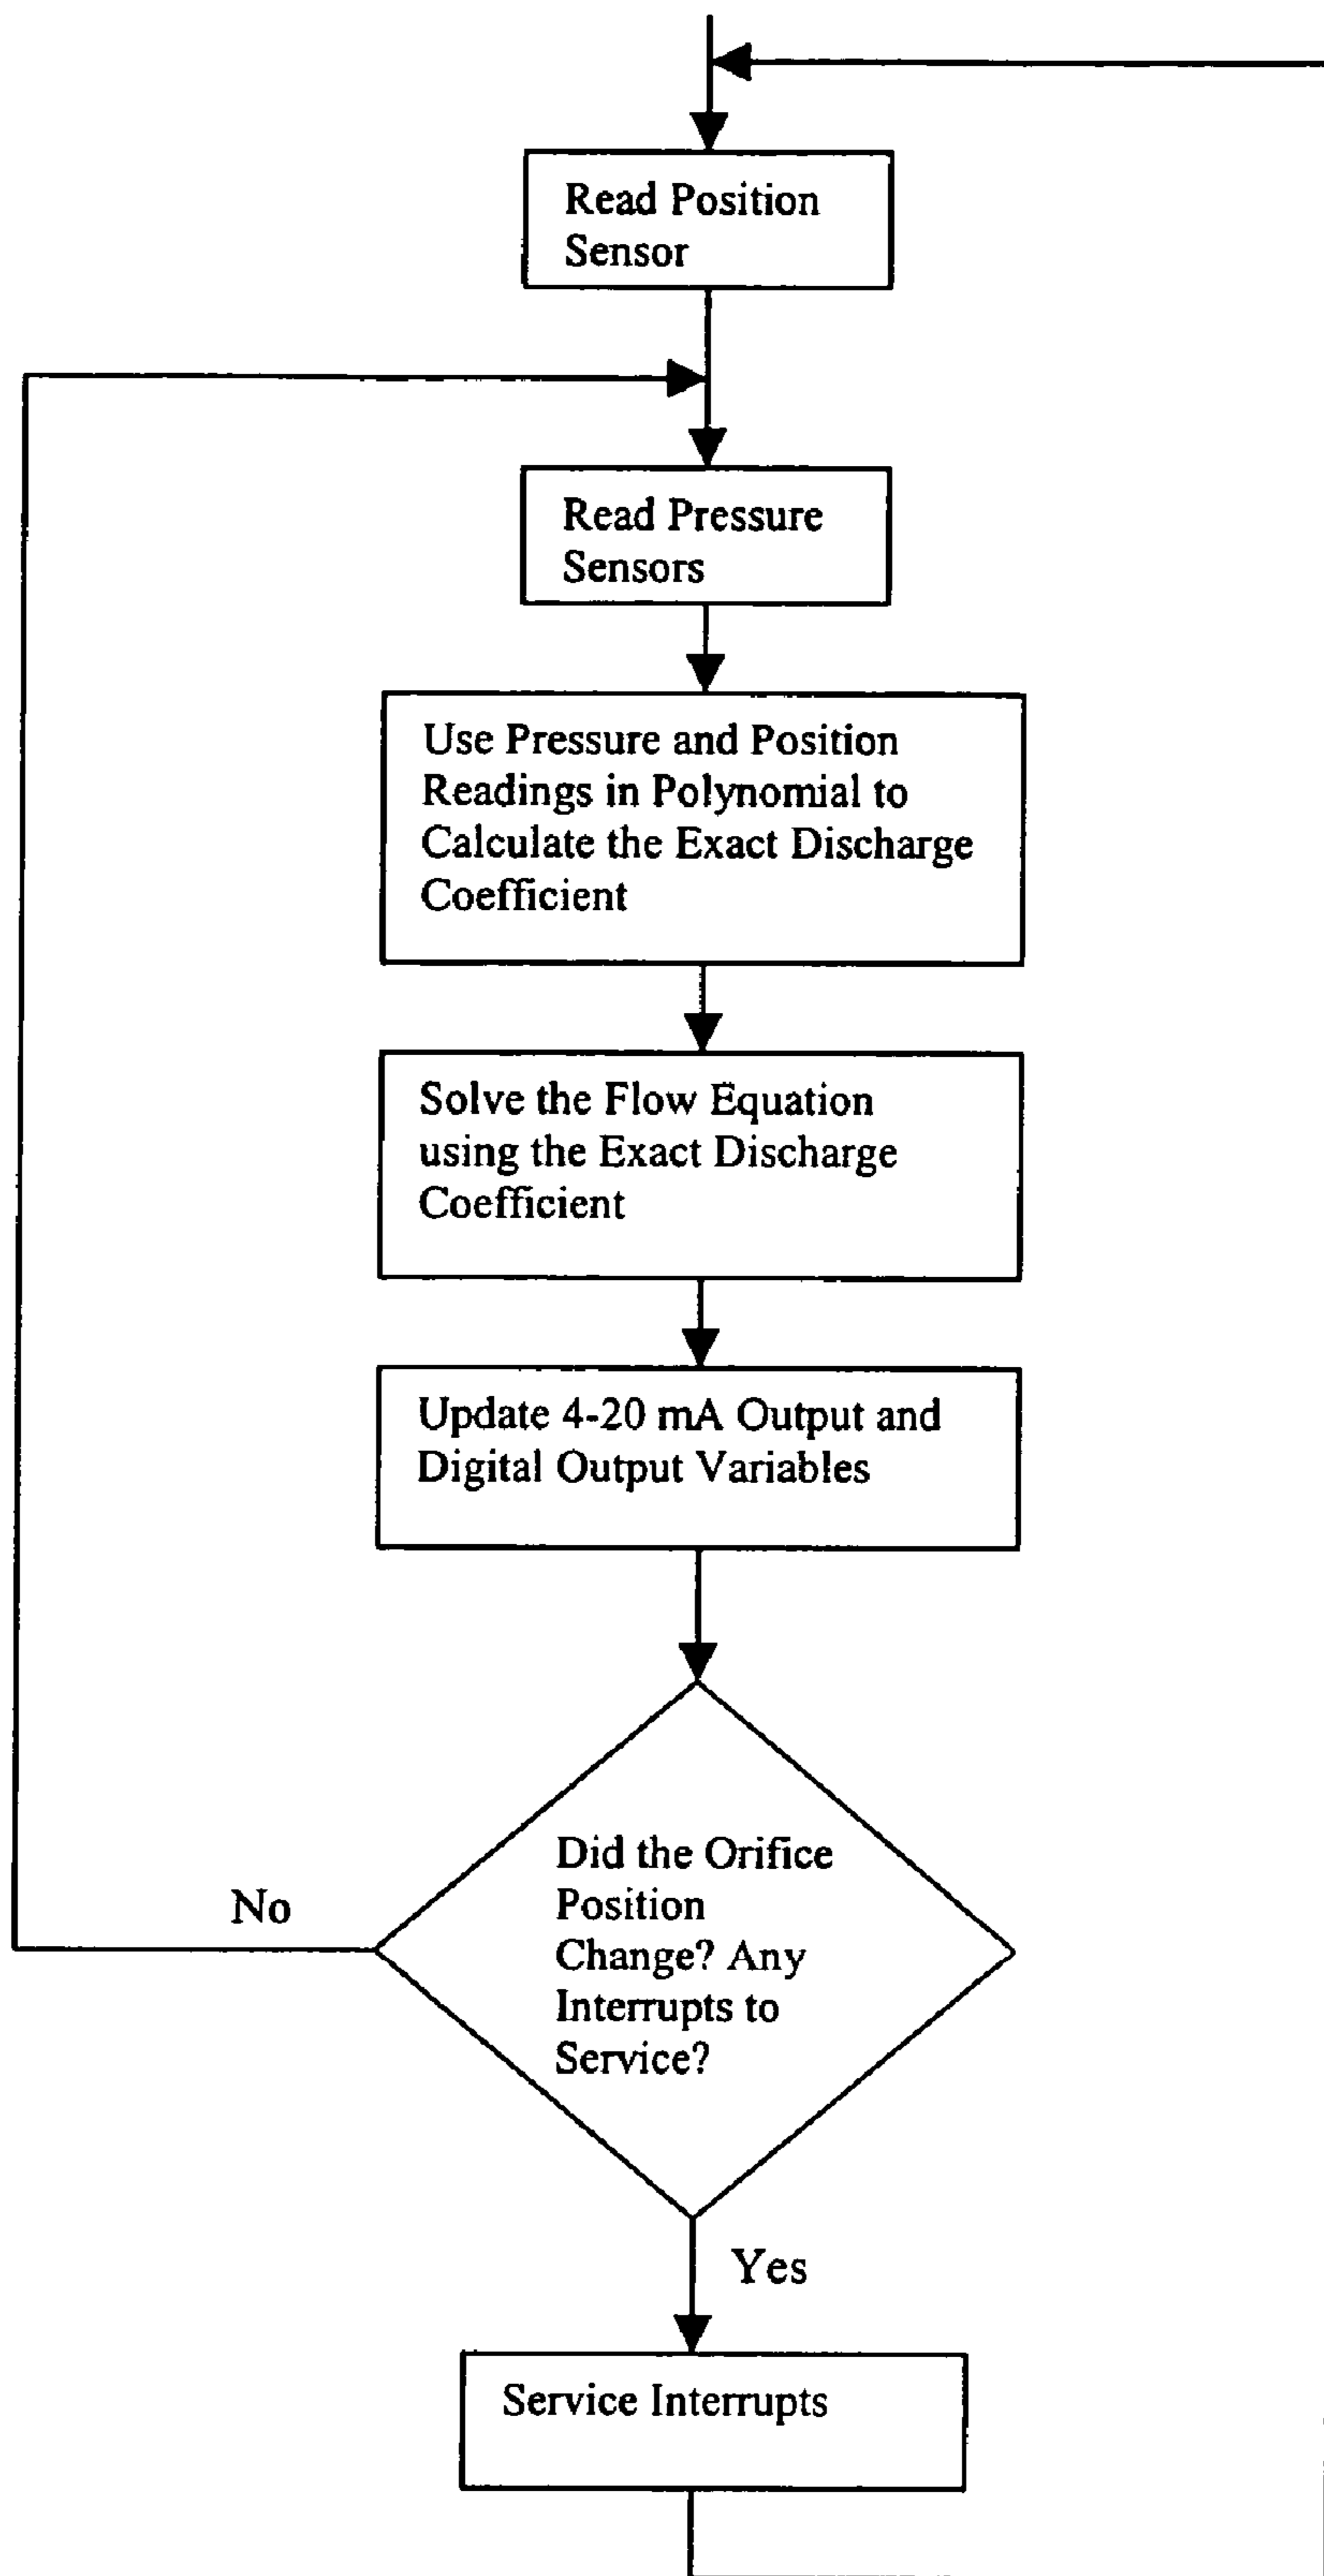 Read Position
Sensor
Read Pressure
Sensors
Use Pressure and Position
Readings in Polynomial to
Calculate the Exact Discharge
Coefficient
Solve the Flow Equation
using the Exact Discharge
Coefficient
Update 4-20 mA Output and
Digital Output Variables
Did the Orifice
Position
Change? Any
Interrupts to
Service?
No
Yes
Service Interrupts